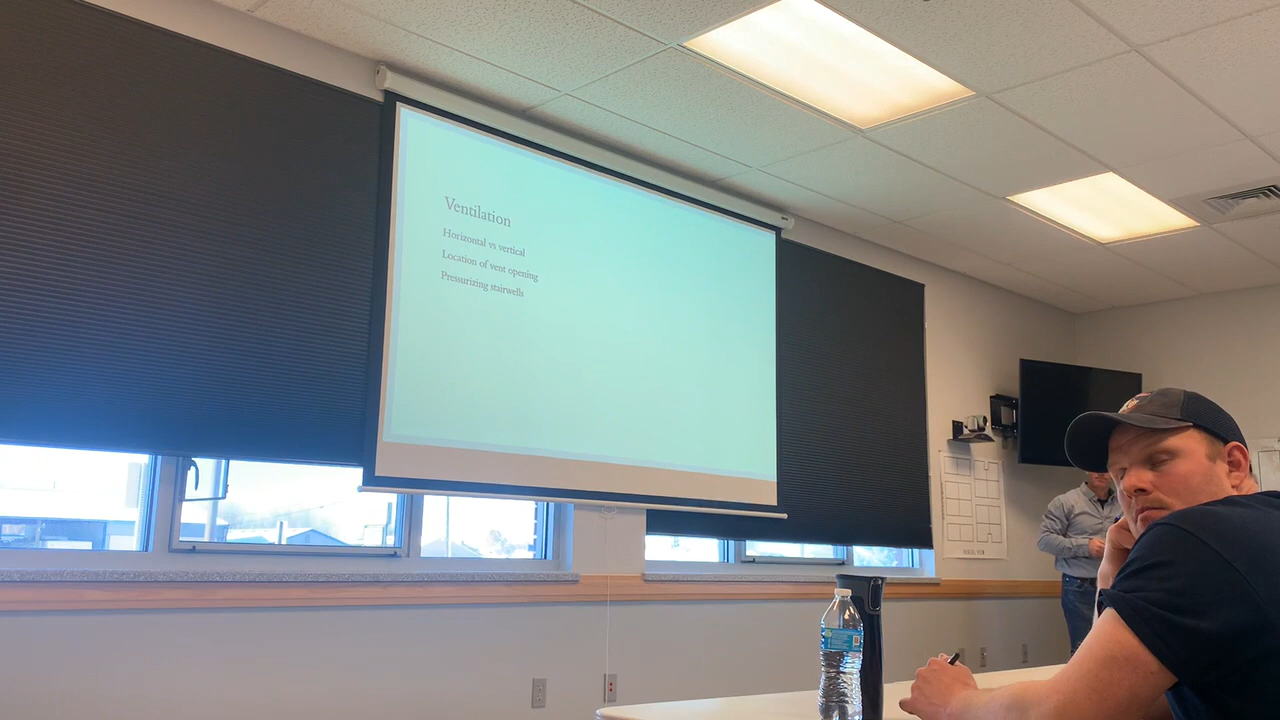 Ventilation
Horizontal vs vertical
Location of vent opening
Pressurizing stairwells